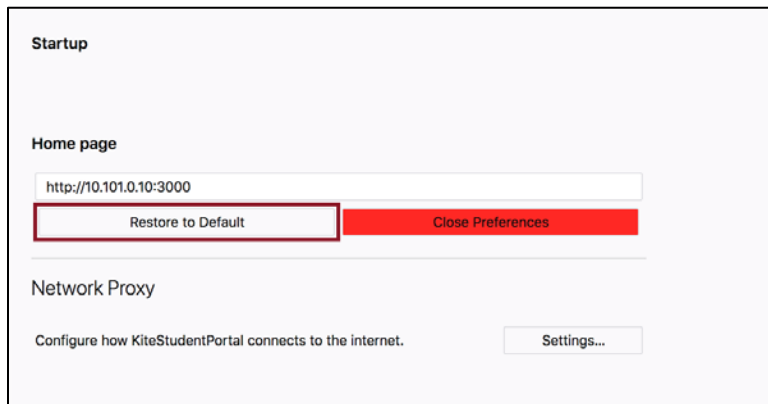 Startup
Home page
http://10.101.0.10:3000
Restore to Default
Close Preferences
Network Proxy
Configure how KiteStudentPortal connects to the internet.
Settings...